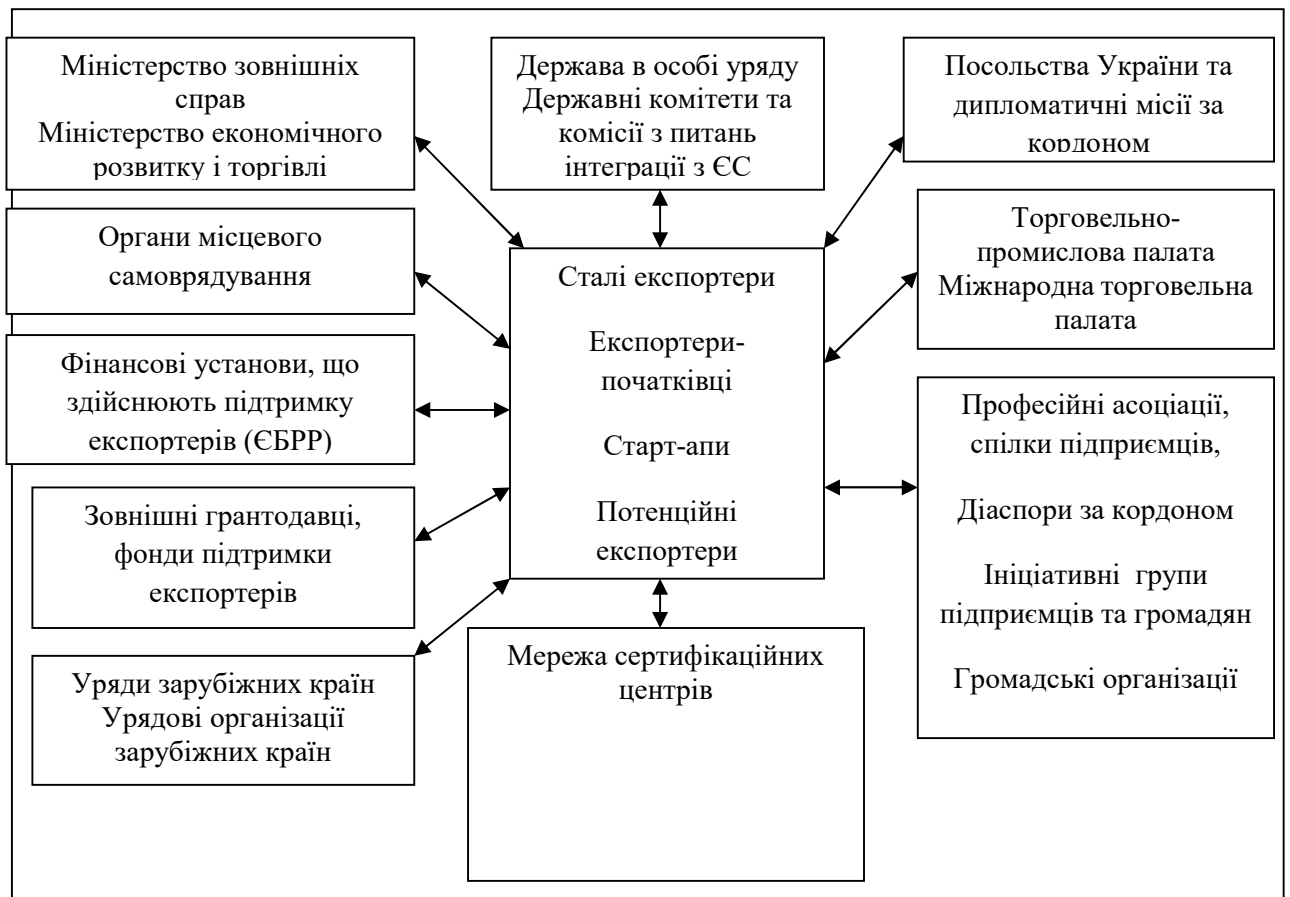 Міністерство зовнішніх
справ
Міністерство економічного
розвитку і торгівлі
Держава в особі уряду
Державні комітети та
комісії з питань
інтеграції з ЄС
Посольства України та
дипломатичні місії за
кордоном
Органи місцевого
самоврядування
Торговельно-
промислова палата
Міжнародна торговельна
палата
Фінансові установи, що
здійснюють підтримку
експортерів (ЄБРР)
Сталі експортери
Експортери-
початківці
Старт-апи
Потенційні
експортери
Професійні асоціації,
спілки підприємців,
Діаспори за кордоном
Ініціативні групи
підприємців та громадян
Громадські організації
Зовнішні грантодавці,
фонди підтримки
експортерів
Уряди зарубіжних країн
Урядові організації
зарубіжних країн
Мережа сертифікаційних
центрів